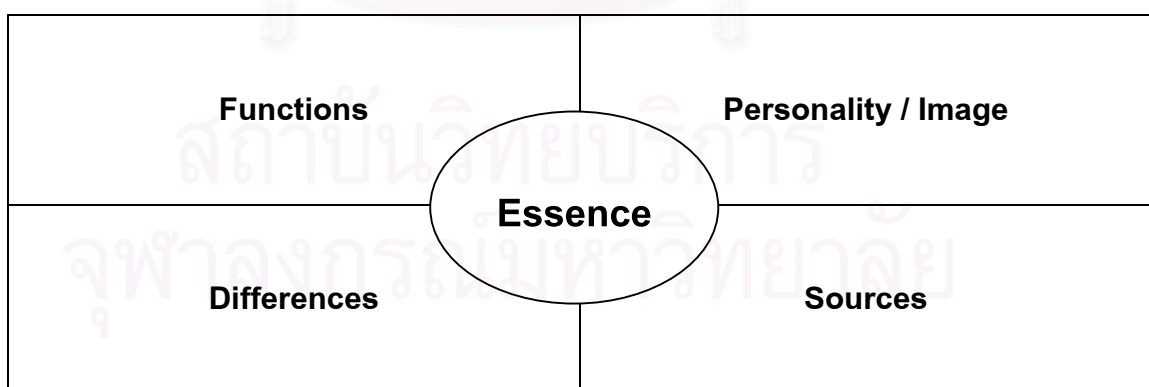 Functions
Personality / Image
สถาบันวิทยบริการ
Essence
จุฬาลงกรณ์มหาวิทยาลัย
Differences
Sources